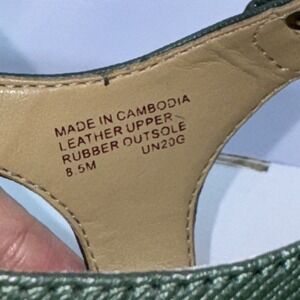 MADE IN CAMBODIA
LEATHER UPPER
RUBBER OUTSOLE
8.5M UN20G